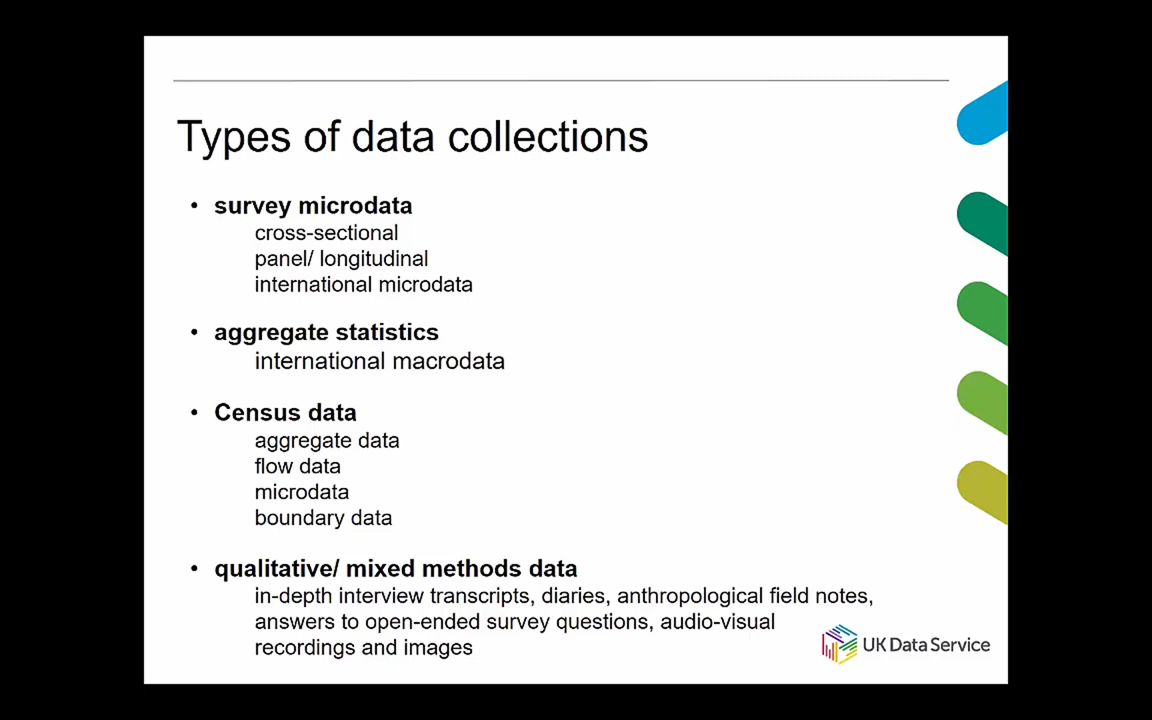 Types of data collections
• survey microdata
cross-sectional
panel/ longitudinal
international microdata
• aggregate statistics
international macrodata
• Census data
aggregate data
flow data
microdata
boundary data
• qualitative/ mixed methods data
in-depth interview transcripts, diaries, anthropological field notes,
answers to open-ended survey questions, audio-visual
recordings and images
UK Data Service